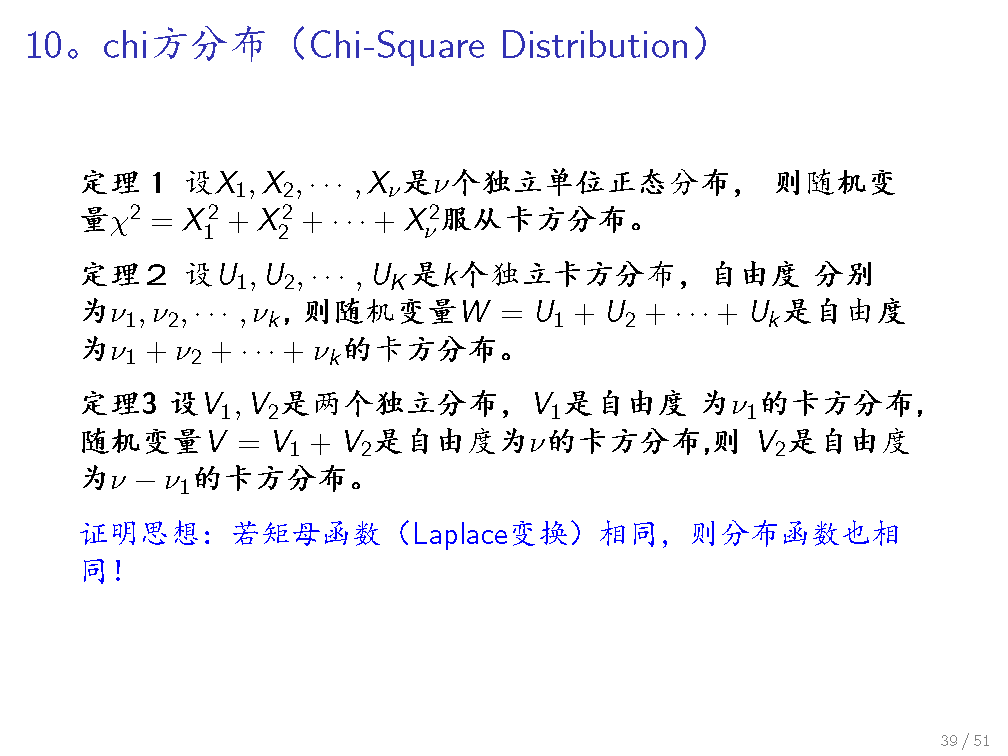 10。chi方分布（Chi-Square Distribution）
定理 1 设X₁, X₂, ⋯ , Xᵥ是ν个独立单位正态分布， 则随机变
量χ² = X₁² + X₂² + ⋯ + Xᵥ²服从卡方分布。
定理 2 设U₁, U₂, ⋯ , U_K是k个独立卡方分布，自由度 分别
为ν₁, ν₂, ⋯ , νₖ, 则随机变量W = U₁ + U₂ + ⋯ + Uₖ是自由度
为ν₁ + ν₂ + ⋯ + νₖ的卡方分布。
定理3 设V₁, V₂是两个独立分布，V₁是自由度 为ν₁的卡方分布,
随机变量V = V₁ + V₂是自由度为ν的卡方分布,则 V₂是自由度
为ν − ν₁的卡方分布。
证明思想：若矩母函数（Laplace变换）相同，则分布函数也相
同！
39 / 51